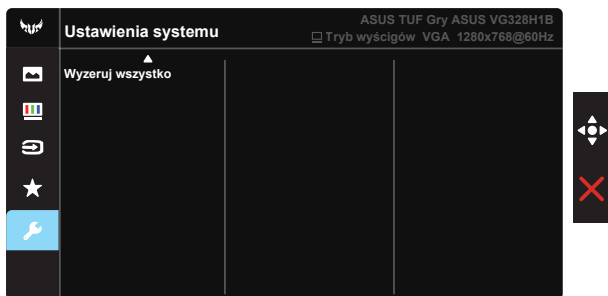 Ustawienia systemu
ASUS TUF Gry ASUS VG328H1B
Tryb wyścigów VGA 1280x768@60Hz
Wyzeruj wszystko